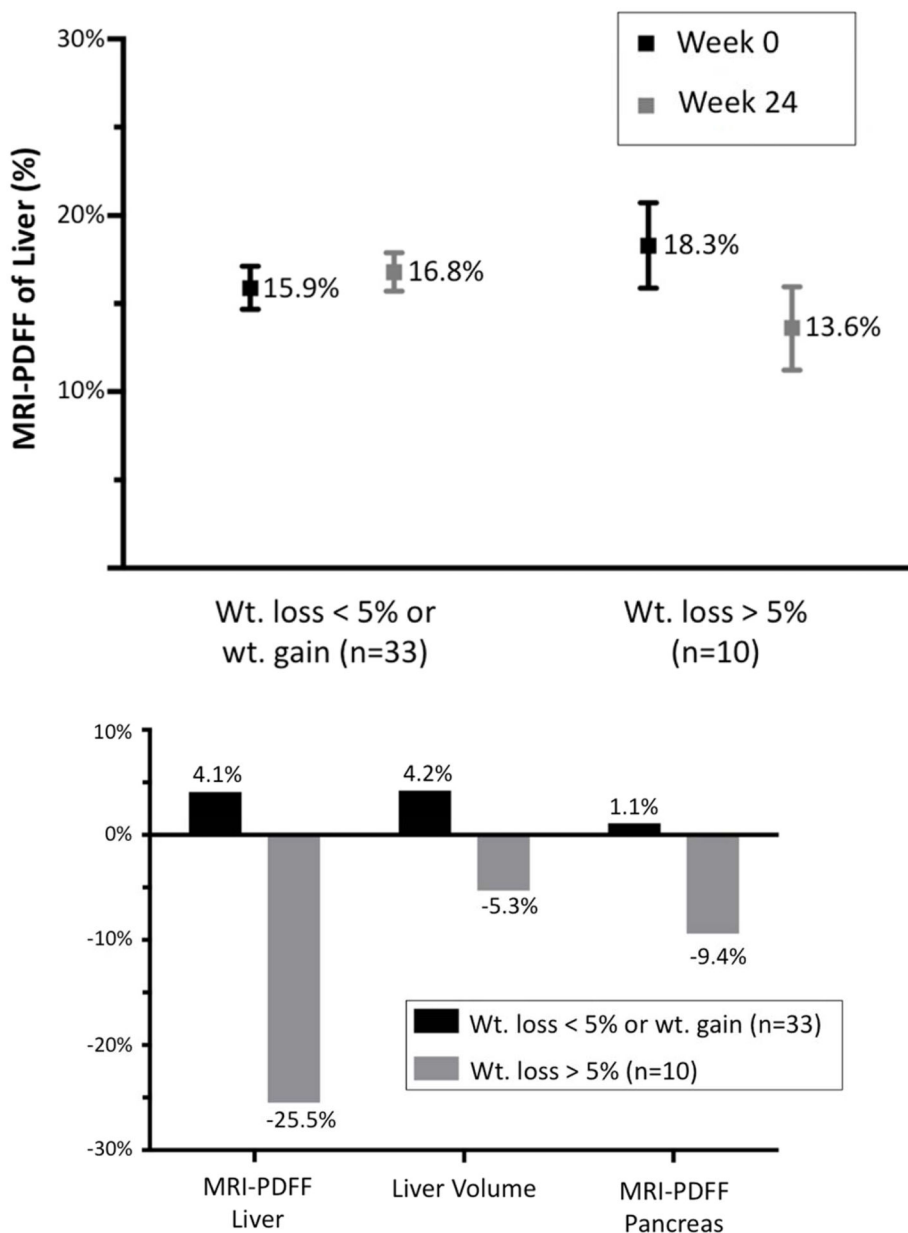 MRI-PDFF of Liver (%)
30%
20%
10%
Week 0
Week 24
15.9%
16.8%
18.3%
13.6%
Wt. loss < 5% or
wt. gain (n=33)
Wt. loss > 5%
(n=10)
10%
0%
-10%
-20%
-30%
4.1%
4.2%
1.1%
-25.5%
-5.3%
-9.4%
Wt. loss < 5% or wt. gain (n=33)
Wt. loss > 5% (n=10)
MRI-PDFF
Liver
Liver Volume
MRI-PDFF
Pancreas